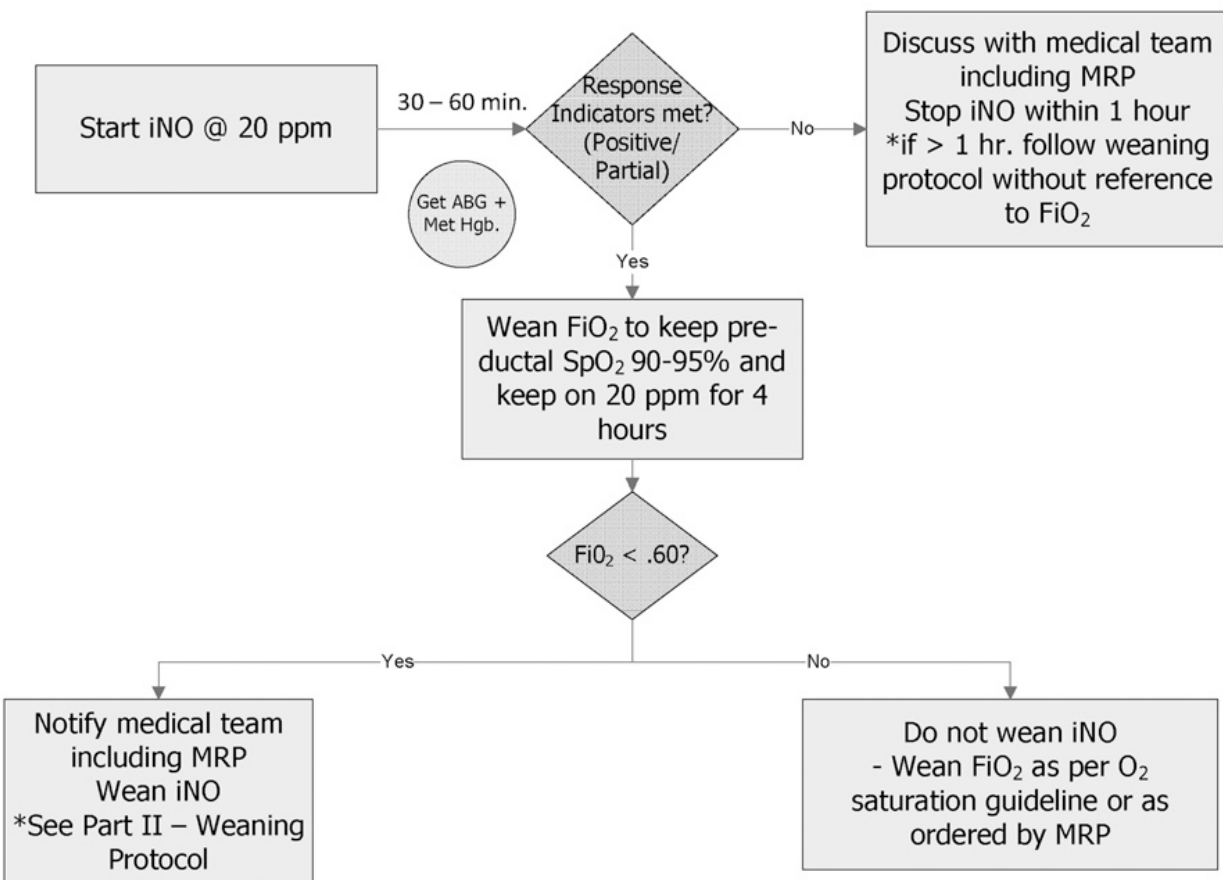 Start iNO @ 20 ppm
30 – 60 min.
Get ABG +
Met Hgb.
Response
Indicators met?
(Positive/
Partial)
No
Discuss with medical team
including MRP
Stop iNO within 1 hour
*if > 1 hr. follow weaning
protocol without reference
to FiO₂
Yes
Wean FiO₂ to keep pre-
ductal SpO₂ 90-95% and
keep on 20 ppm for 4
hours
Fi0₂ < .60?
Yes
No
Notify medical team
including MRP
Wean iNO
*See Part II – Weaning
Protocol
Do not wean iNO
- Wean FiO₂ as per O₂
saturation guideline or as
ordered by MRP